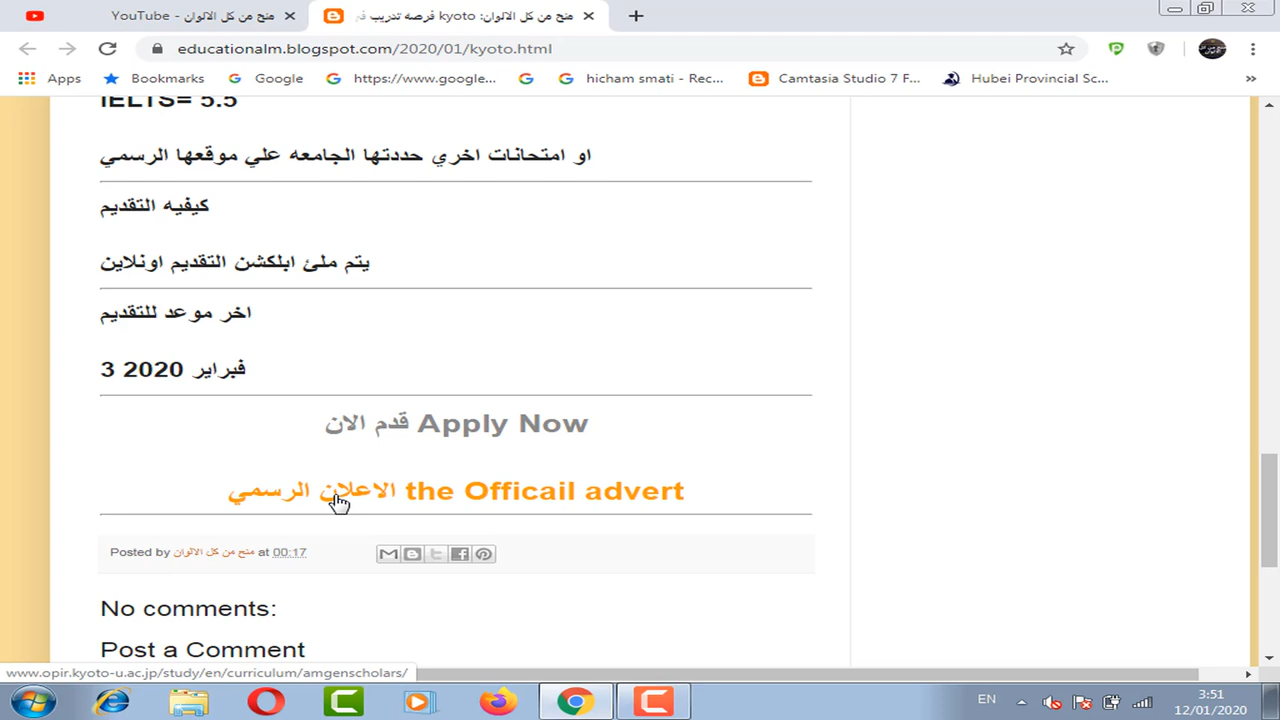 منح من كل الالوان - YouTube
منح من كل الالوان: kyoto فرصه تدريب في
educationalm.blogspot.com/2020/01/kyoto.html
Apps
Bookmarks
Google
https://www.google...
hicham smati - Rec...
Camtasia Studio 7 F...
Hubei Provincial Sc...
»
IELTS= 5.5
او امتحانات اخري حددتها الجامعه علي موقعها الرسمي
كيفيه التقديم
يتم ملئ ابلكشن التقديم اونلاين
اخر موعد للتقديم
3 فبراير 2020
قدم الان Apply Now
الاعلان الرسمي the Officail advert
Posted by منح من كل الالوان at 00:17
No comments:
Post a Comment
www.opir.kyoto-u.ac.jp/study/en/curriculum/amgenscholars/
EN
3:51
12/01/2020